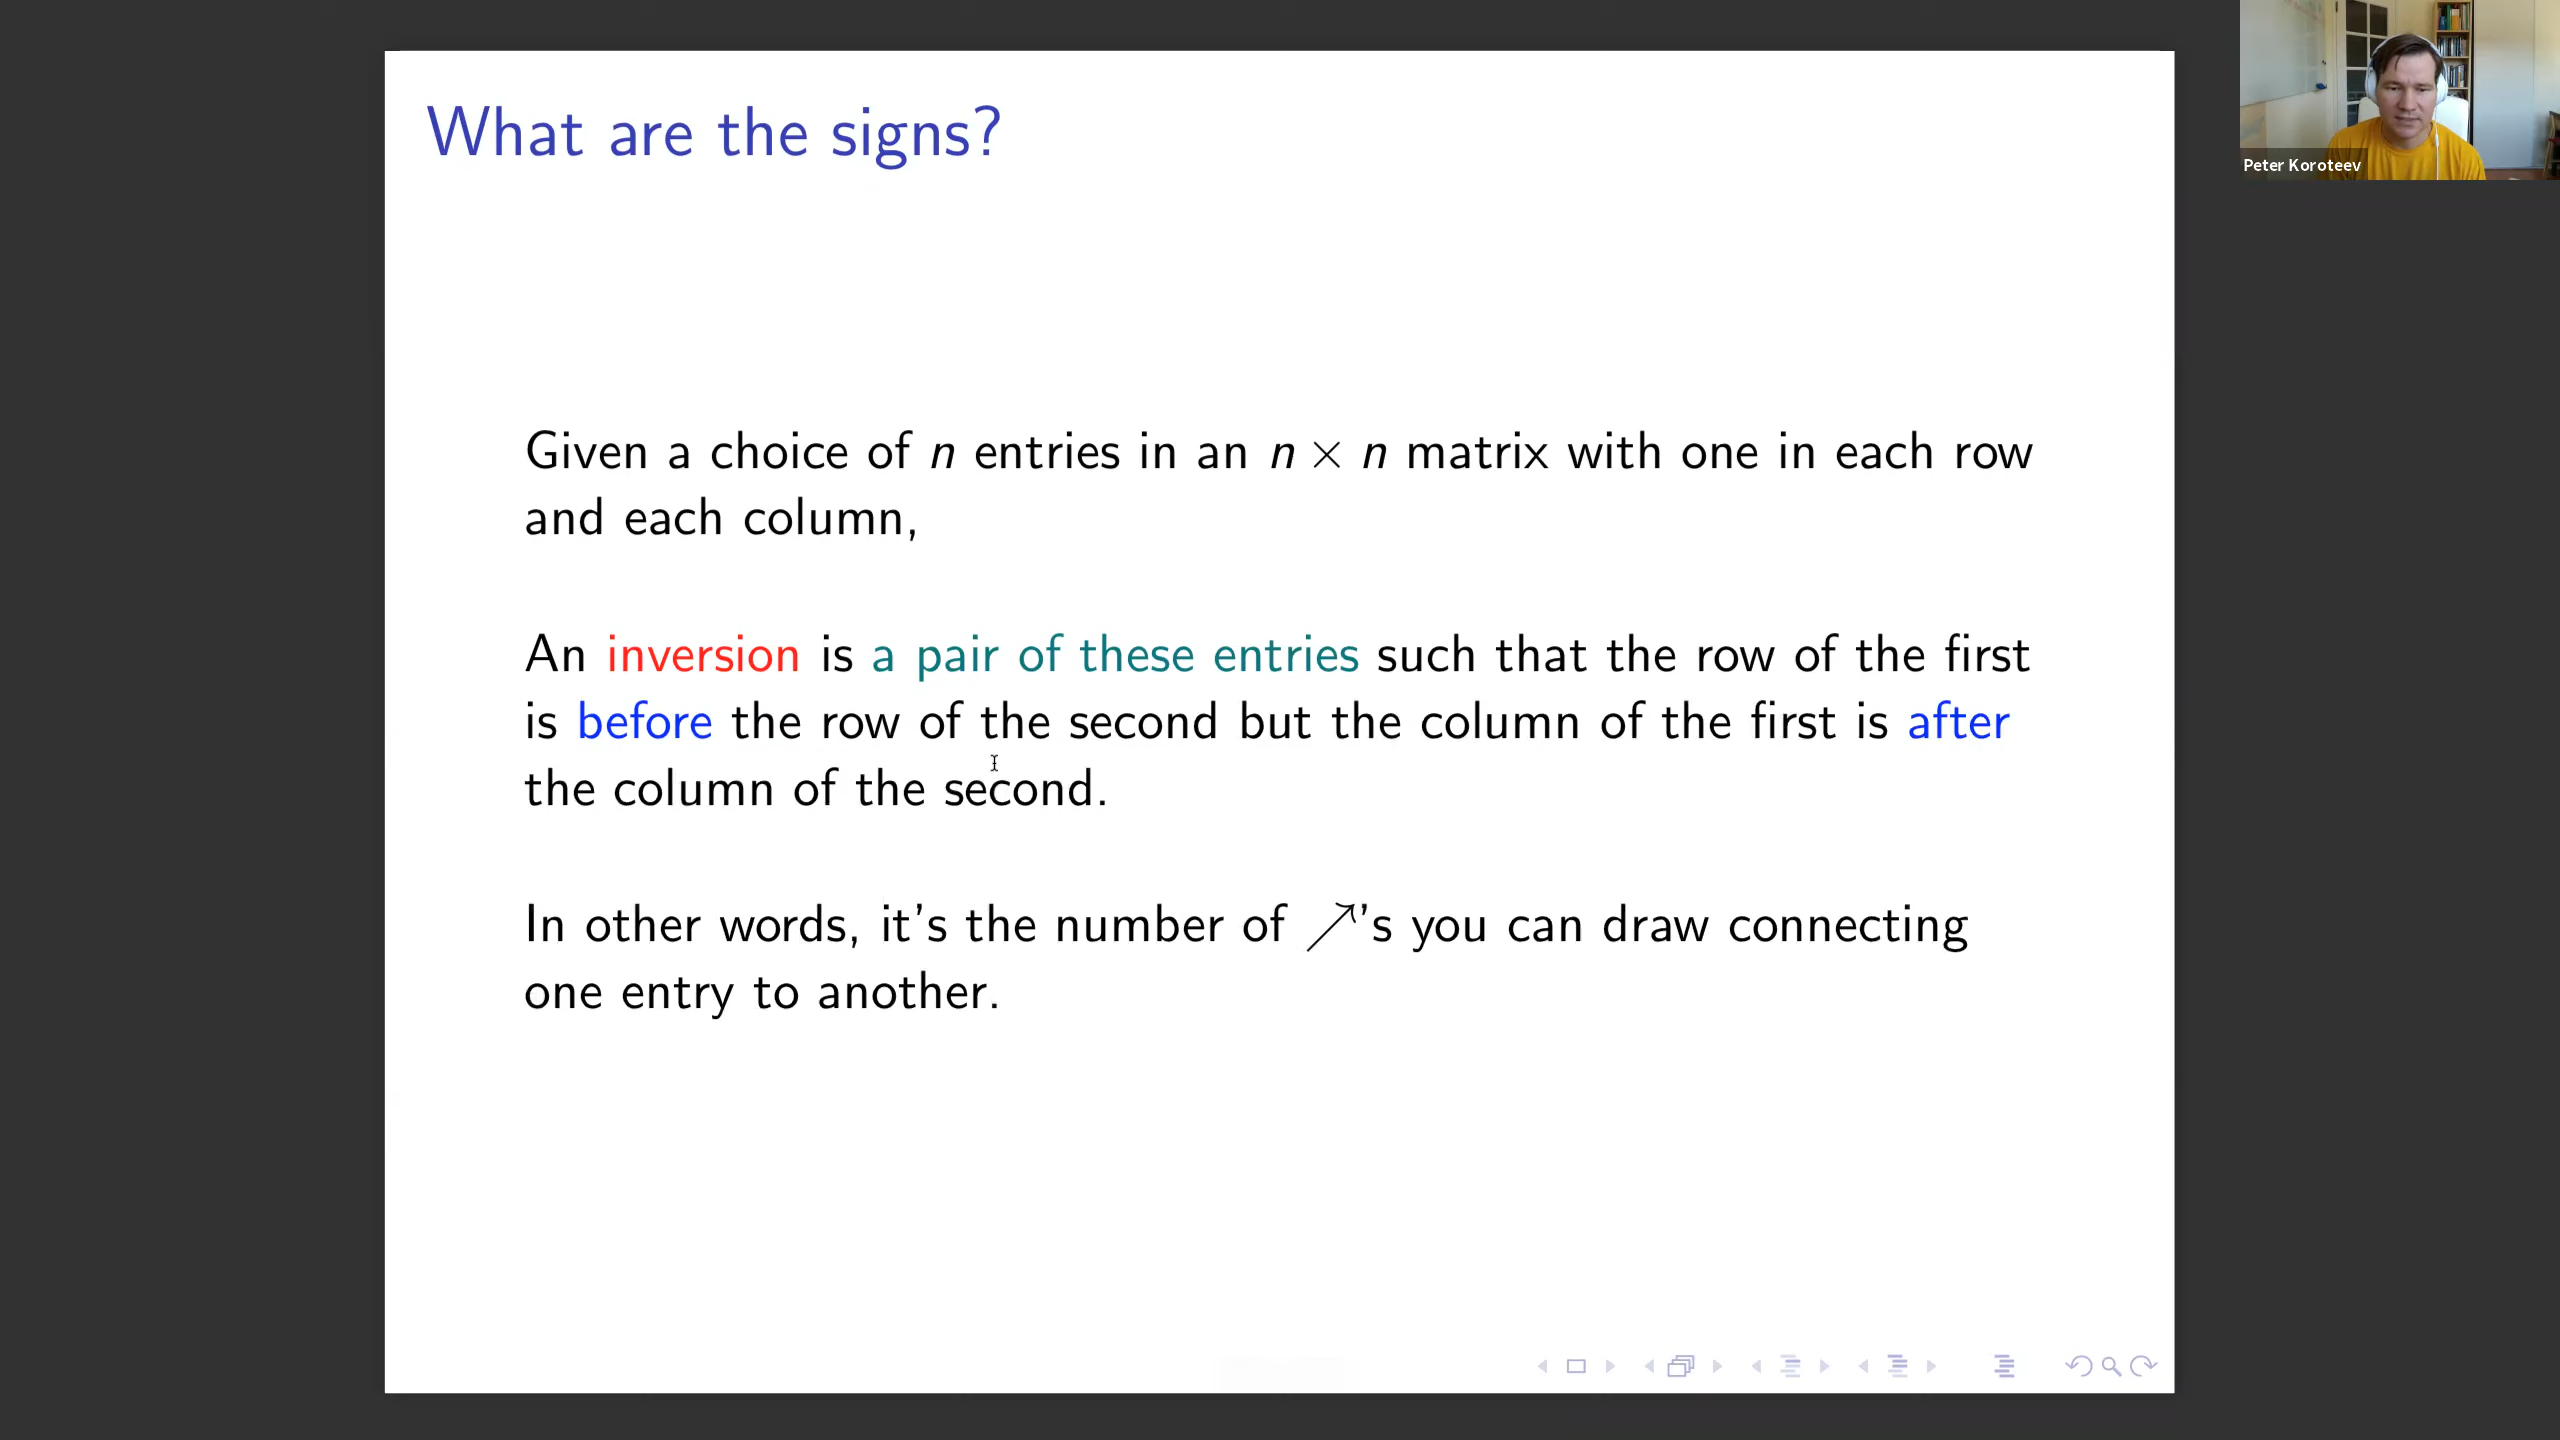 What are the signs?
Peter Koroteev
Given a choice of n entries in an n × n matrix with one in each row
and each column,
An inversion is a pair of these entries such that the row of the first
is before the row of the second but the column of the first is after
the column of the second.
In other words, it's the number of ↗'s you can draw connecting
one entry to another.